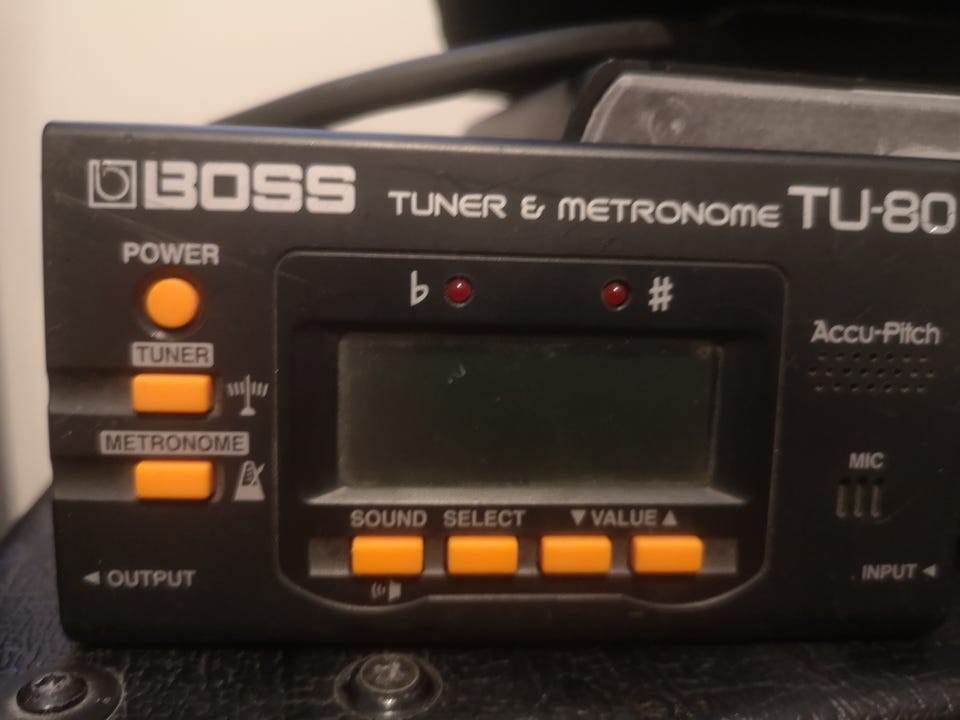 BOSS TUNER & METRONOME TU-80
POWER
♭ ♯
TUNER
Accu-Pitch
METRONOME
MIC
SOUND SELECT ▼ VALUE ▲
◄ OUTPUT
INPUT ◄